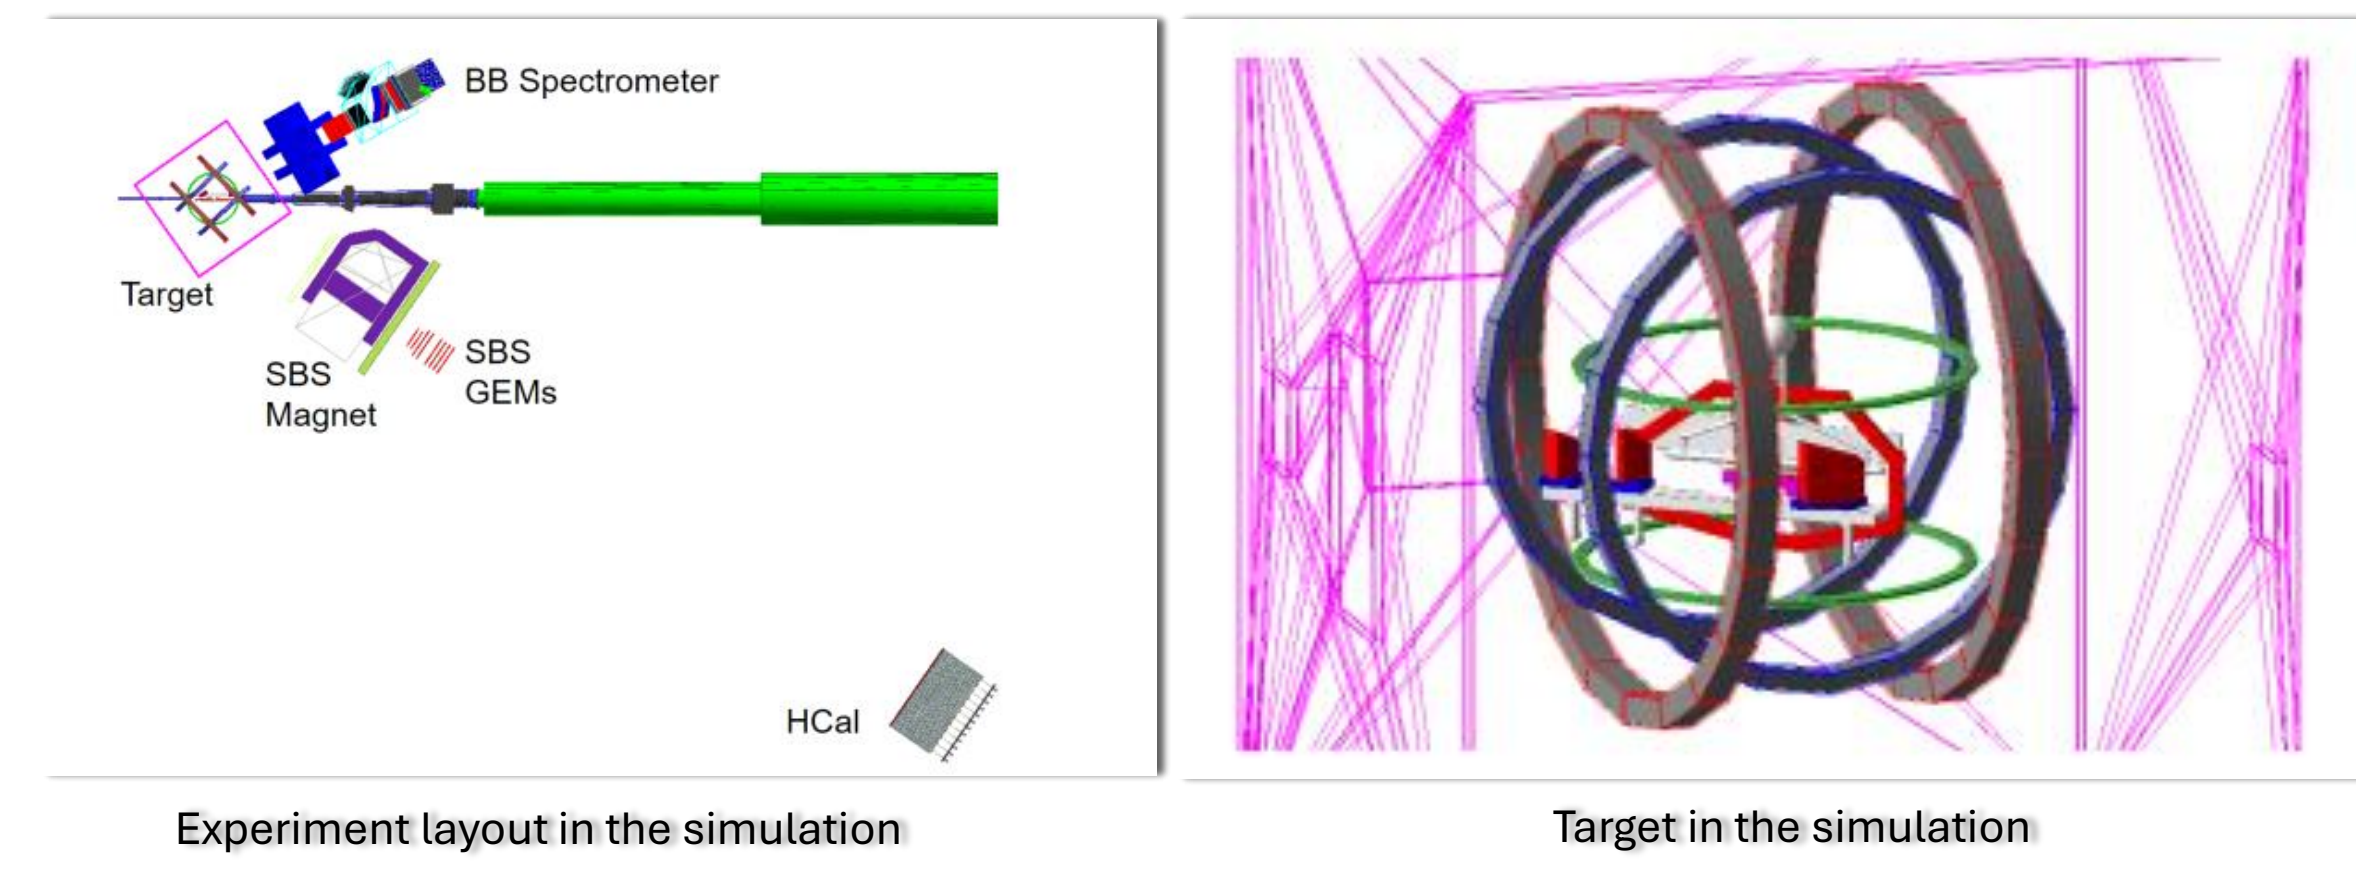 BB Spectrometer
Target
SBS
Magnet
SBS
GEMs
HCal
Experiment layout in the simulation
Target in the simulation